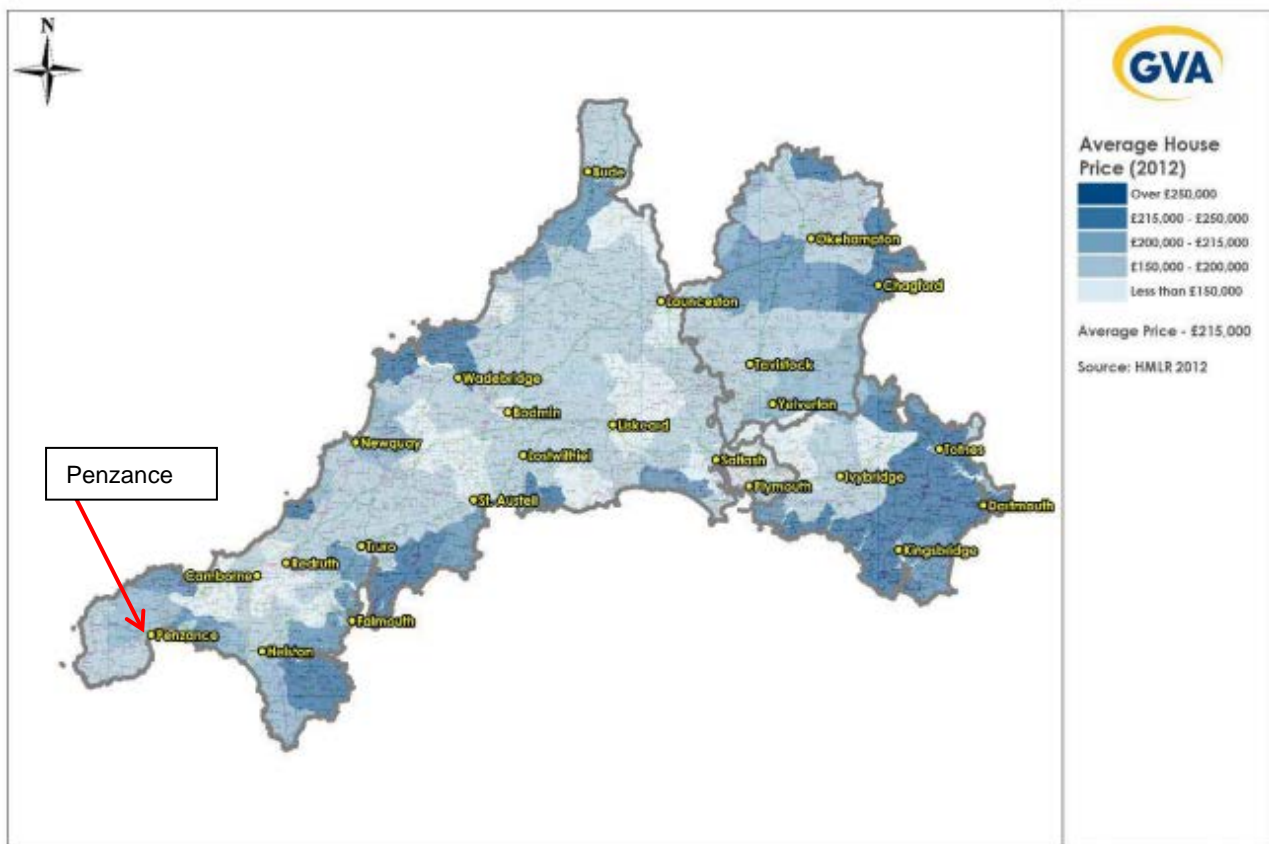 N
GVA
Average House
Price (2012)
Over £250,000
£215,000 - £250,000
£200,000 - £215,000
£150,000 - £200,000
Less than £150,000
Average Price - £215,000
Source: HMLR 2012
Bude
Okehampton
Chagford
Launceston
Tavistock
Wadebridge
Yelverton
Bodmin
Liskeard
Newquay
Totnes
Lostwithiel
Saltash
Penzance
Ivybridge
Plymouth
St. Austell
Dartmouth
Truro
Kingsbridge
Redruth
Camborne
Falmouth
Penzance
Helston